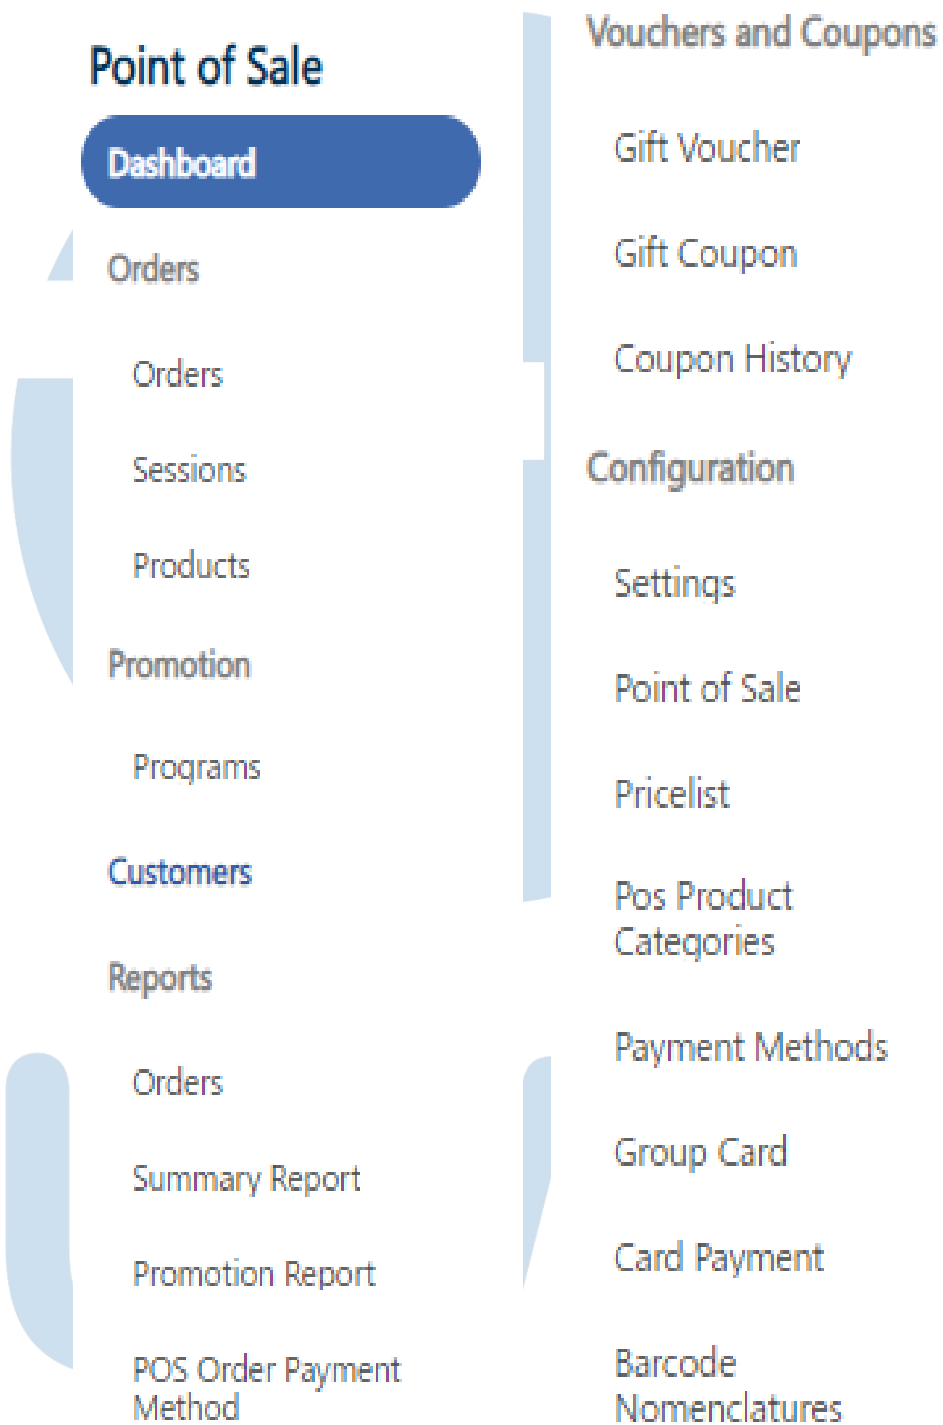 Point of Sale
Dashboard
Orders
Orders
Sessions
Products
Promotion
Programs
Customers
Reports
Orders
Summary Report
Promotion Report
POS Order Payment
Method
Vouchers and Coupons
Gift Voucher
Gift Coupon
Coupon History
Configuration
Settings
Point of Sale
Pricelist
Pos Product
Categories
Payment Methods
Group Card
Card Payment
Barcode
Nomenclatures